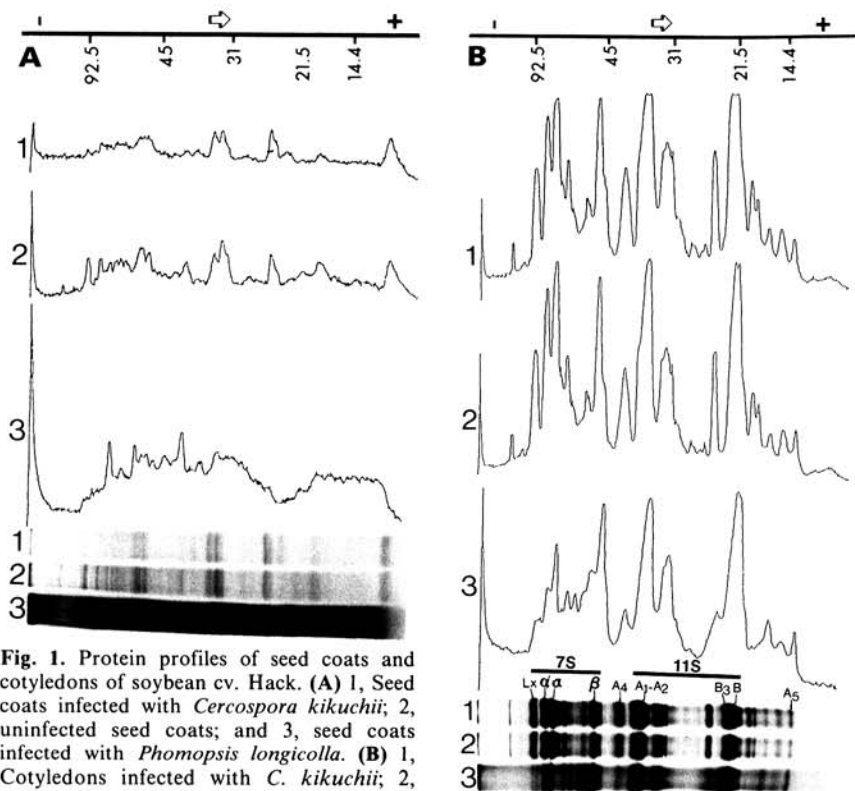 - +
A 92.5 45 31 21.5 14.4
1
2
3
1
2
3
Fig. 1. Protein profiles of seed coats and
cotyledons of soybean cv. Hack. (A) 1, Seed
coats infected with Cercospora kikuchii; 2,
uninfected seed coats; and 3, seed coats
infected with Phomopsis longicolla. (B) 1,
Cotyledons infected with C. kikuchii; 2,
- +
B 92.5 45 31 21.5 14.4
1
2
3
7S 11S
Lx α' α β A4 A1-A2 B3 B A5
1
2
3